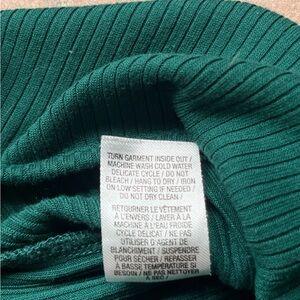 TURN GARMENT INSIDE OUT /
MACHINE WASH COLD WATER
DELICATE CYCLE / DO NOT
BLEACH / HANG TO DRY / IRON
ON LOW SETTING IF NEEDED /
DO NOT DRY CLEAN /
RETOURNER LE VÊTEMENT
À L'ENVERS / LAVER À LA
MACHINE À L'EAU FROIDE
CYCLE DÉLICAT / NE PAS
UTILISER D'AGENT DE
BLANCHIMENT / SUSPENDRE
POUR SÉCHER / REPASSER
À BASSE TEMPÉRATURE SI
BESOIN / NE PAS NETTOYER
À SEC /